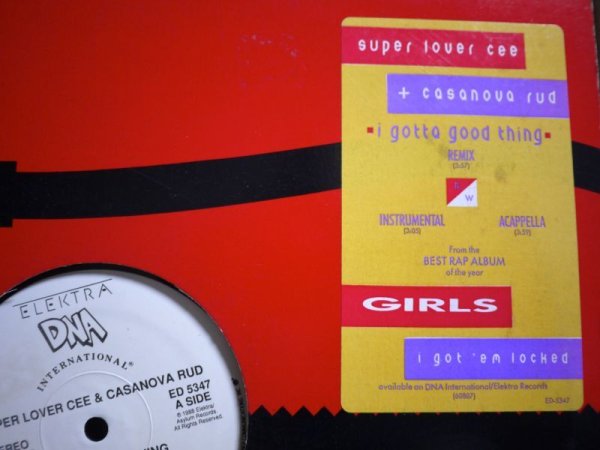 super lover cee
+ casanova rud
i gotta good thing
REMIX
(3:57)
B/W
INSTRUMENTAL
(3:05)
ACAPPELLA
(3:39)
From the
BEST RAP ALBUM
of the year
GIRLS
i got 'em locked
available on DNA International/Elektra Records
(60807)
ED-5347
ELEKTRA
DNA
INTERNATIONAL®
PER LOVER CEE & CASANOVA RUD
ED 5347
A SIDE
℗ 1988 Elektra/
Asylum Records
All Rights Reserved.
EREO